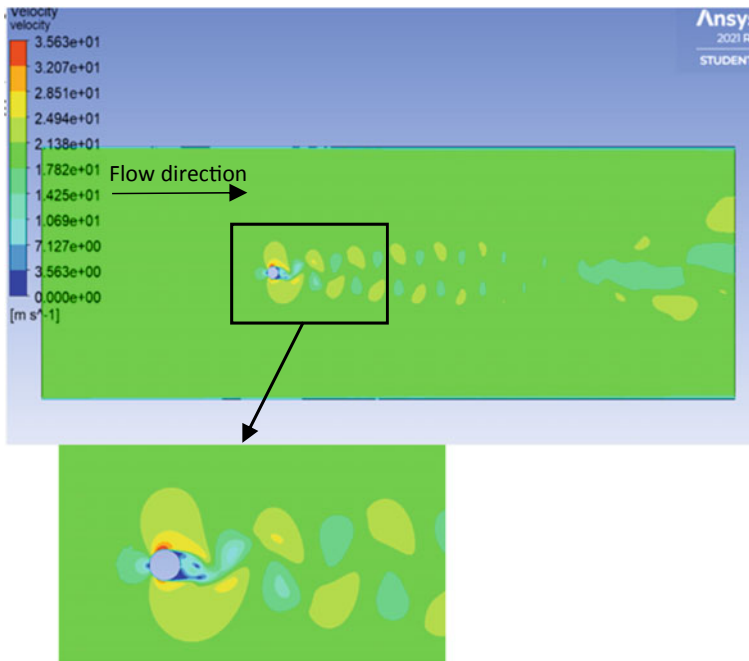 Velocity
velocity
3.563e+01
3.207e+01
2.851e+01
2.494e+01
2.138e+01
1.782e+01
1.425e+01
1.069e+01
7.127e+00
3.563e+00
0.000e+00
[m s^-1]
Ansys
2021 R
STUDENT
Flow direction